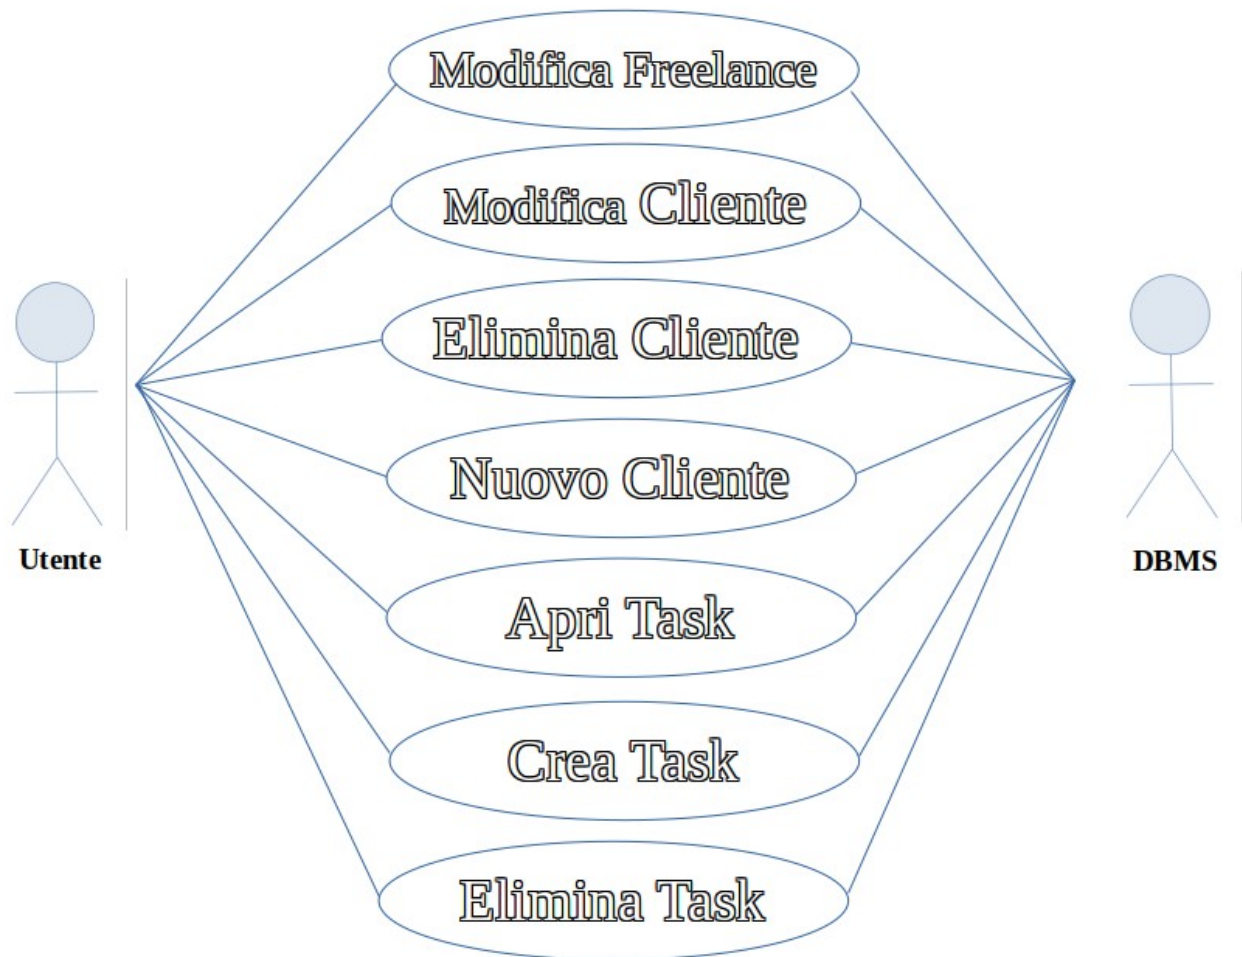 Modifica Freelance
Modifica Cliente
Elimina Cliente
Nuovo Cliente
Utente
DBMS
Apri Task
Crea Task
Elimina Task